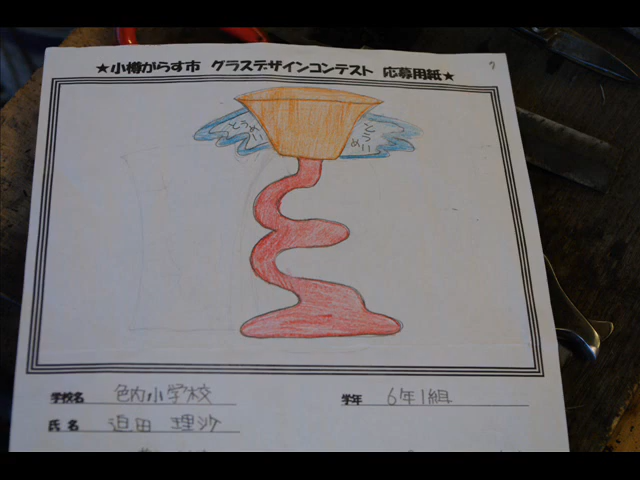 ★小樽がらす市 グラスデザインコンテスト 応募用紙★
とうめい
とうめい
学校名 色内小学校
学年 6年1組
氏名 迫田 理沙